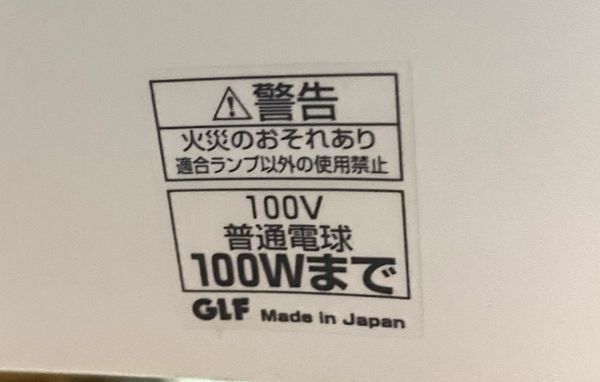 ⚠警告
火災のおそれあり
適合ランプ以外の使用禁止
100V
普通電球
100Wまで
GLF Made in Japan